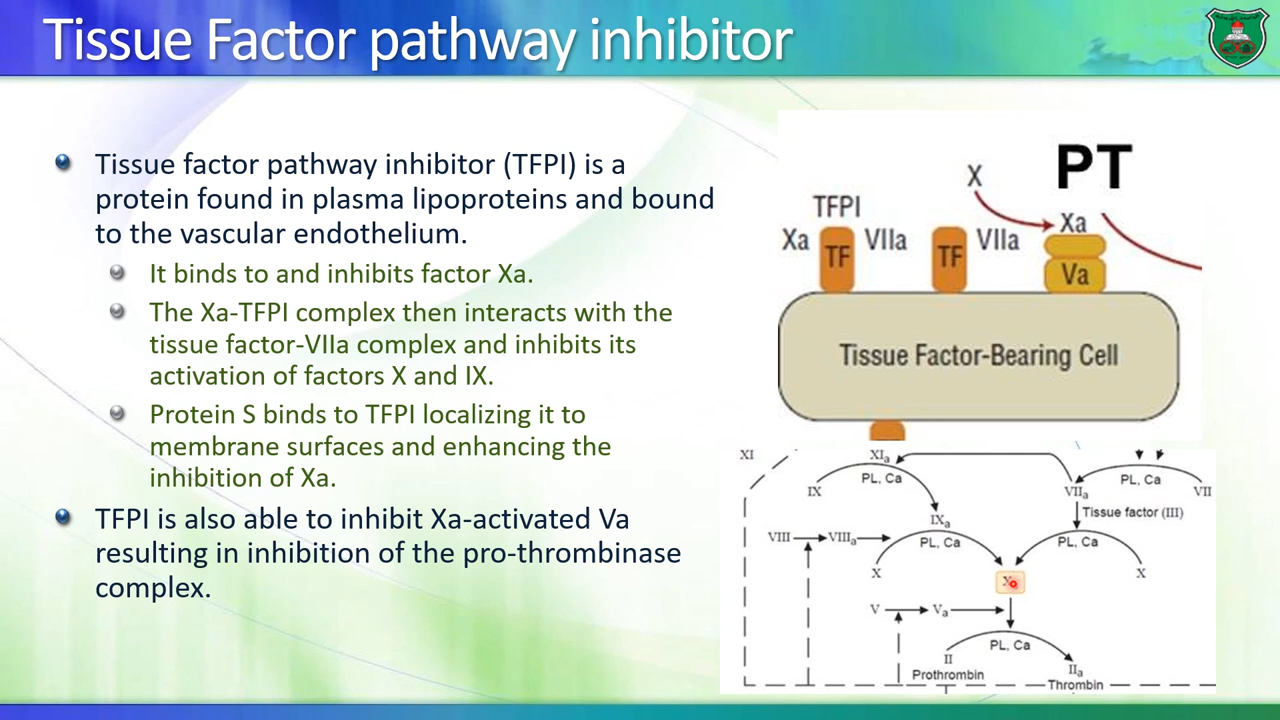 Tissue Factor pathway inhibitor
Tissue factor pathway inhibitor (TFPI) is a
protein found in plasma lipoproteins and bound
to the vascular endothelium.
It binds to and inhibits factor Xa.
The Xa-TFPI complex then interacts with the
tissue factor-VIIa complex and inhibits its
activation of factors X and IX.
Protein S binds to TFPI localizing it to
membrane surfaces and enhancing the
inhibition of Xa.
TFPI is also able to inhibit Xa-activated Va
resulting in inhibition of the pro-thrombinase
complex.
PT
X
TFPI
Xa
Xa TF VIIa TF VIIa
Va
Tissue Factor-Bearing Cell
XI XIa
PL, Ca PL, Ca
IX VIIa VII
Tissue factor (III)
IXa
VIII VIIIa PL, Ca PL, Ca
X X
V Va
PL, Ca
II IIa
Prothrombin Thrombin